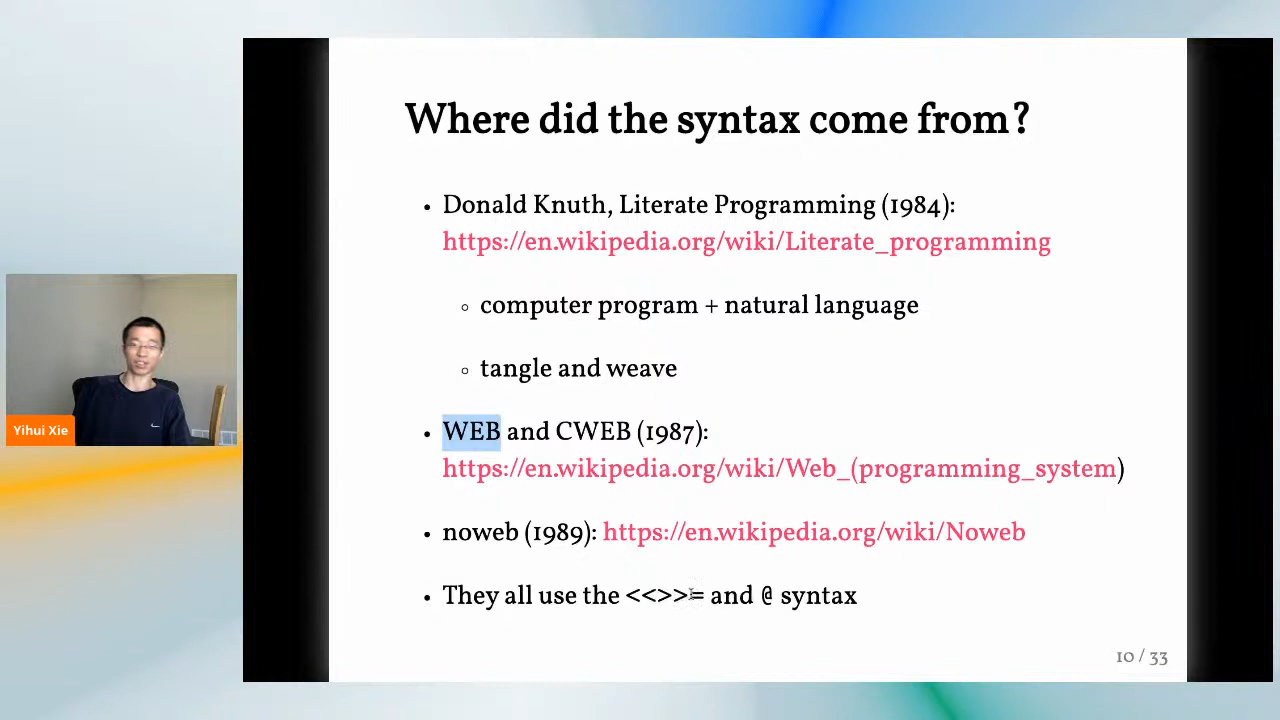 Where did the syntax come from?
• Donald Knuth, Literate Programming (1984):
https://en.wikipedia.org/wiki/Literate_programming
◦ computer program + natural language
◦ tangle and weave
• WEB and CWEB (1987):
https://en.wikipedia.org/wiki/Web_(programming_system)
• noweb (1989): https://en.wikipedia.org/wiki/Noweb
• They all use the <<>>= and @ syntax
10 / 33
Yihui Xie